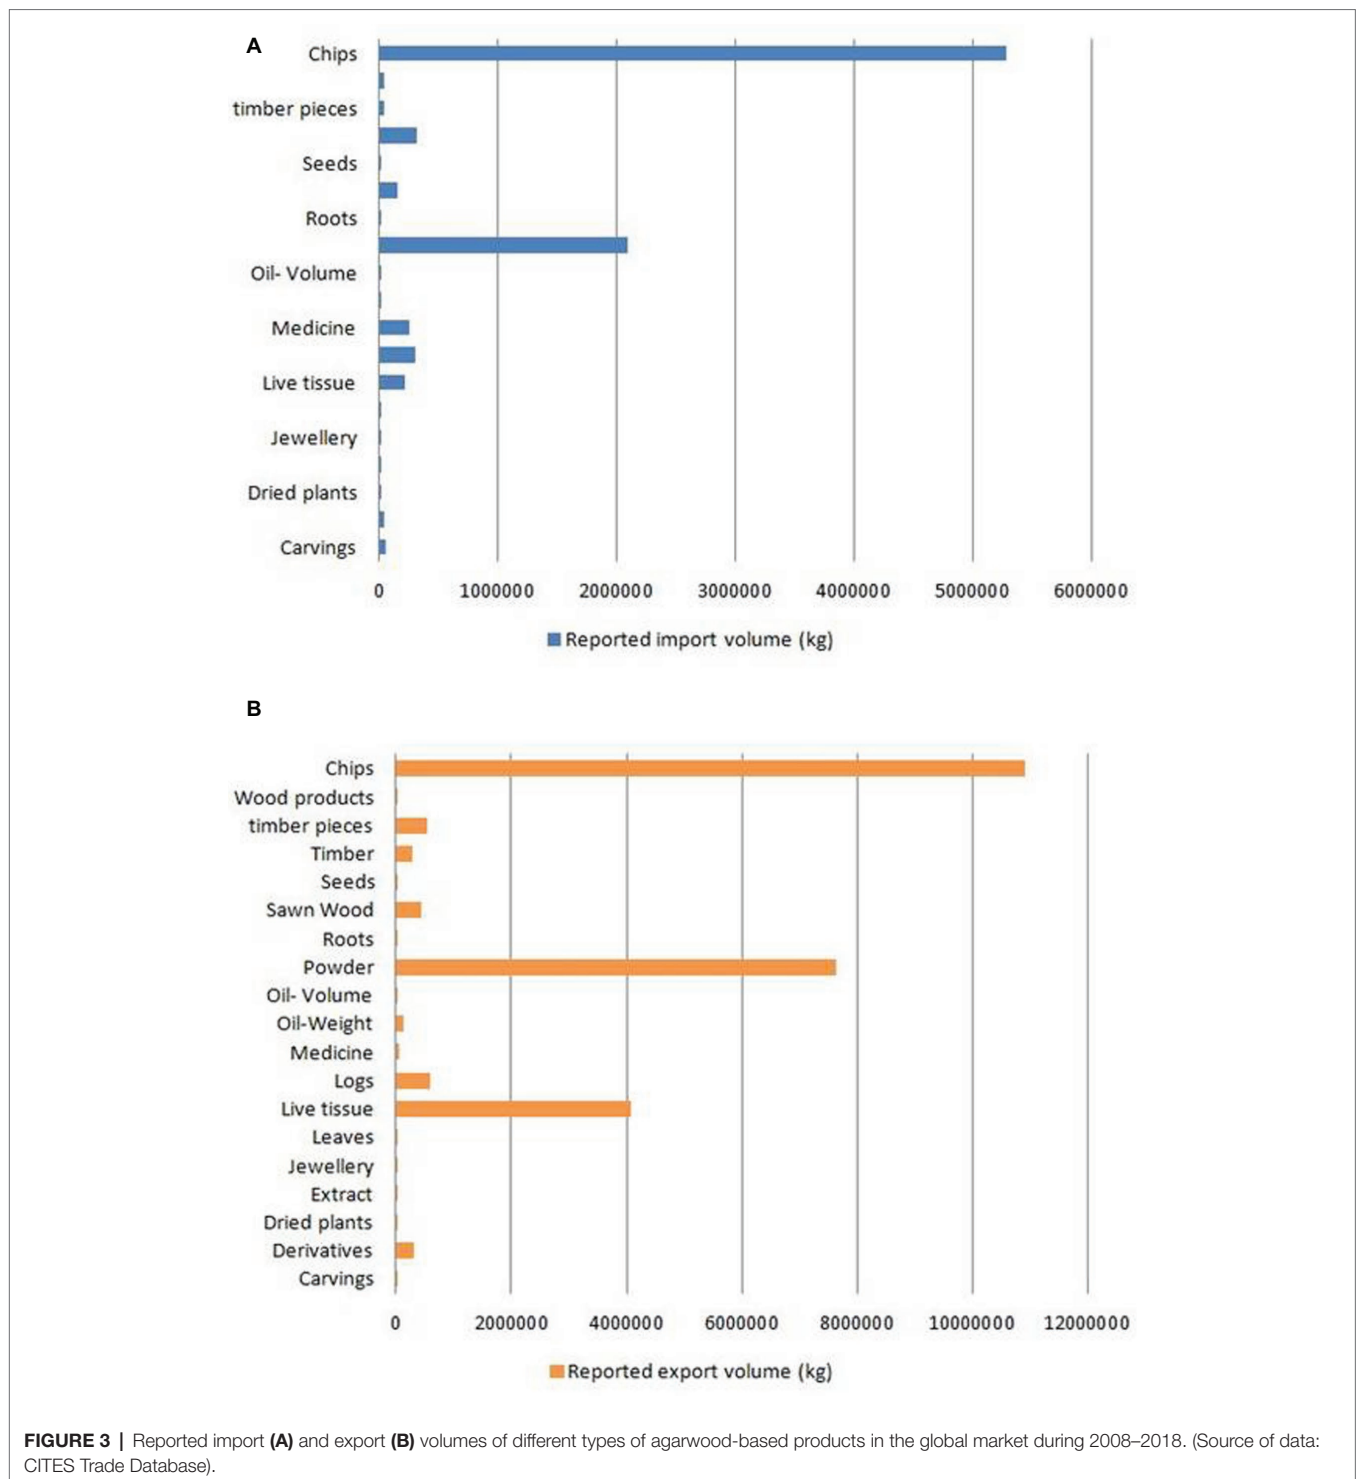 A
Chips
timber pieces
Seeds
Roots
Oil- Volume
Medicine
Live tissue
Jewellery
Dried plants
Carvings
0 1000000 2000000 3000000 4000000 5000000 6000000
Reported import volume (kg)
B
Chips
Wood products
timber pieces
Timber
Seeds
Sawn Wood
Roots
Powder
Oil- Volume
Oil-Weight
Medicine
Logs
Live tissue
Leaves
Jewellery
Extract
Dried plants
Derivatives
Carvings
0 2000000 4000000 6000000 8000000 10000000 12000000
Reported export volume (kg)
FIGURE 3 | Reported import (A) and export (B) volumes of different types of agarwood-based products in the global market during 2008–2018. (Source of data:
CITES Trade Database).